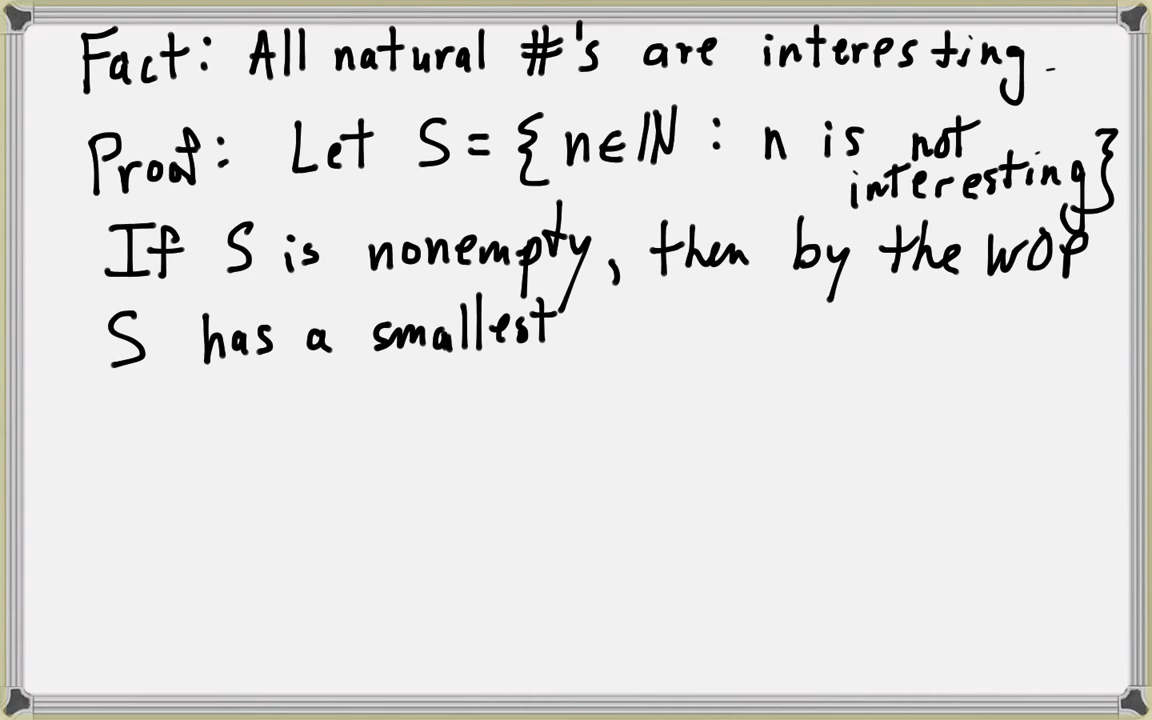 Fact: All natural #'s are interesting.
Proof: Let S = { n ∈ ℕ : n is not
interesting }
If S is nonempty, then by the WOP
S has a smallest